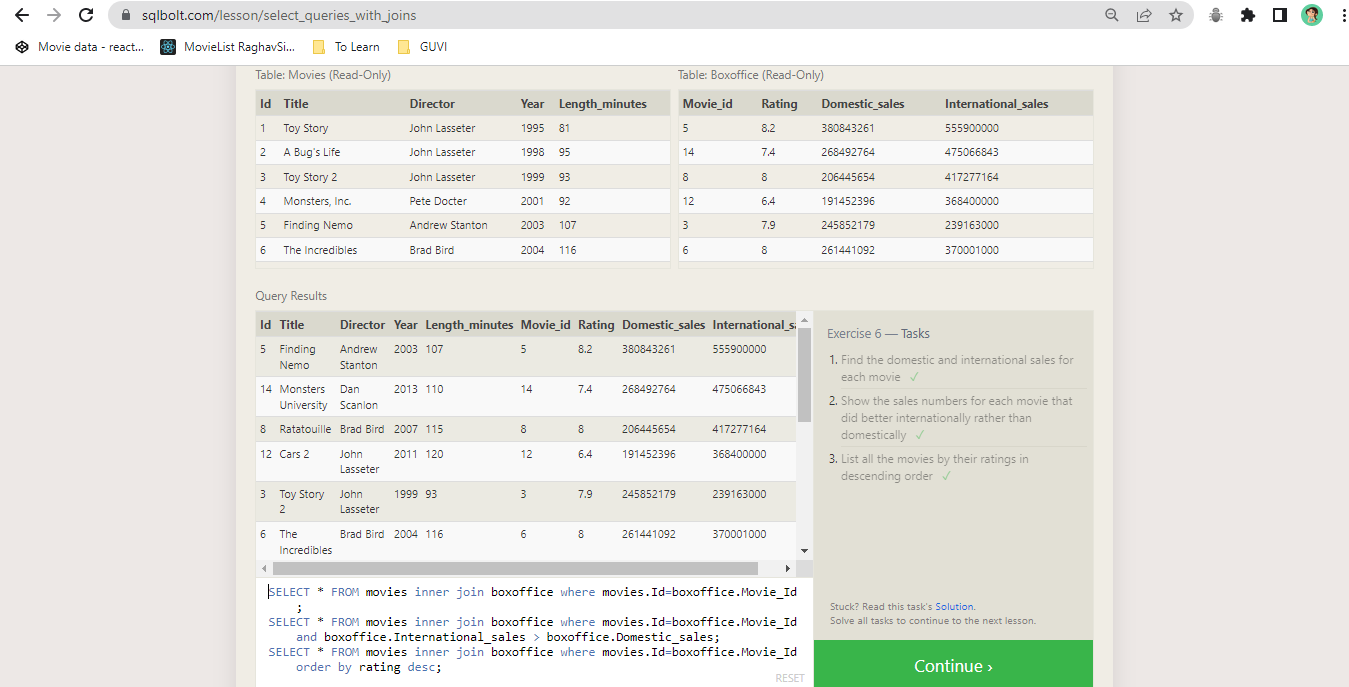 sqlbolt.com/lesson/select_queries_with_joins
Movie data - react... MovieList RaghavSi... To Learn GUVI
Table: Movies (Read-Only) Table: Boxoffice (Read-Only)
Id Title Director Year Length_minutes Movie_id Rating Domestic_sales International_sales
1 Toy Story John Lasseter 1995 81 5 8.2 380843261 555900000
2 A Bug's Life John Lasseter 1998 95 14 7.4 268492764 475066843
3 Toy Story 2 John Lasseter 1999 93 8 8 206445654 417277164
4 Monsters, Inc. Pete Docter 2001 92 12 6.4 191452396 368400000
5 Finding Nemo Andrew Stanton 2003 107 3 7.9 245852179 239163000
6 The Incredibles Brad Bird 2004 116 6 8 261441092 370001000
Query Results
Id Title Director Year Length_minutes Movie_id Rating Domestic_sales International_sa
5 Finding Andrew 2003 107 5 8.2 380843261 555900000
Nemo Stanton
14 Monsters Dan 2013 110 14 7.4 268492764 475066843
University Scanlon
8 Ratatouille Brad Bird 2007 115 8 8 206445654 417277164
12 Cars 2 John 2011 120 12 6.4 191452396 368400000
Lasseter
3 Toy Story John 1999 93 3 7.9 245852179 239163000
2 Lasseter
6 The Brad Bird 2004 116 6 8 261441092 370001000
Incredibles
SELECT * FROM movies inner join boxoffice where movies.Id=boxoffice.Movie_Id
;
SELECT * FROM movies inner join boxoffice where movies.Id=boxoffice.Movie_Id
and boxoffice.International_sales > boxoffice.Domestic_sales;
SELECT * FROM movies inner join boxoffice where movies.Id=boxoffice.Movie_Id
order by rating desc;
RESET
Exercise 6 — Tasks
1. Find the domestic and international sales for
each movie ✓
2. Show the sales numbers for each movie that
did better internationally rather than
domestically ✓
3. List all the movies by their ratings in
descending order ✓
Stuck? Read this task's Solution.
Solve all tasks to continue to the next lesson.
Continue ›